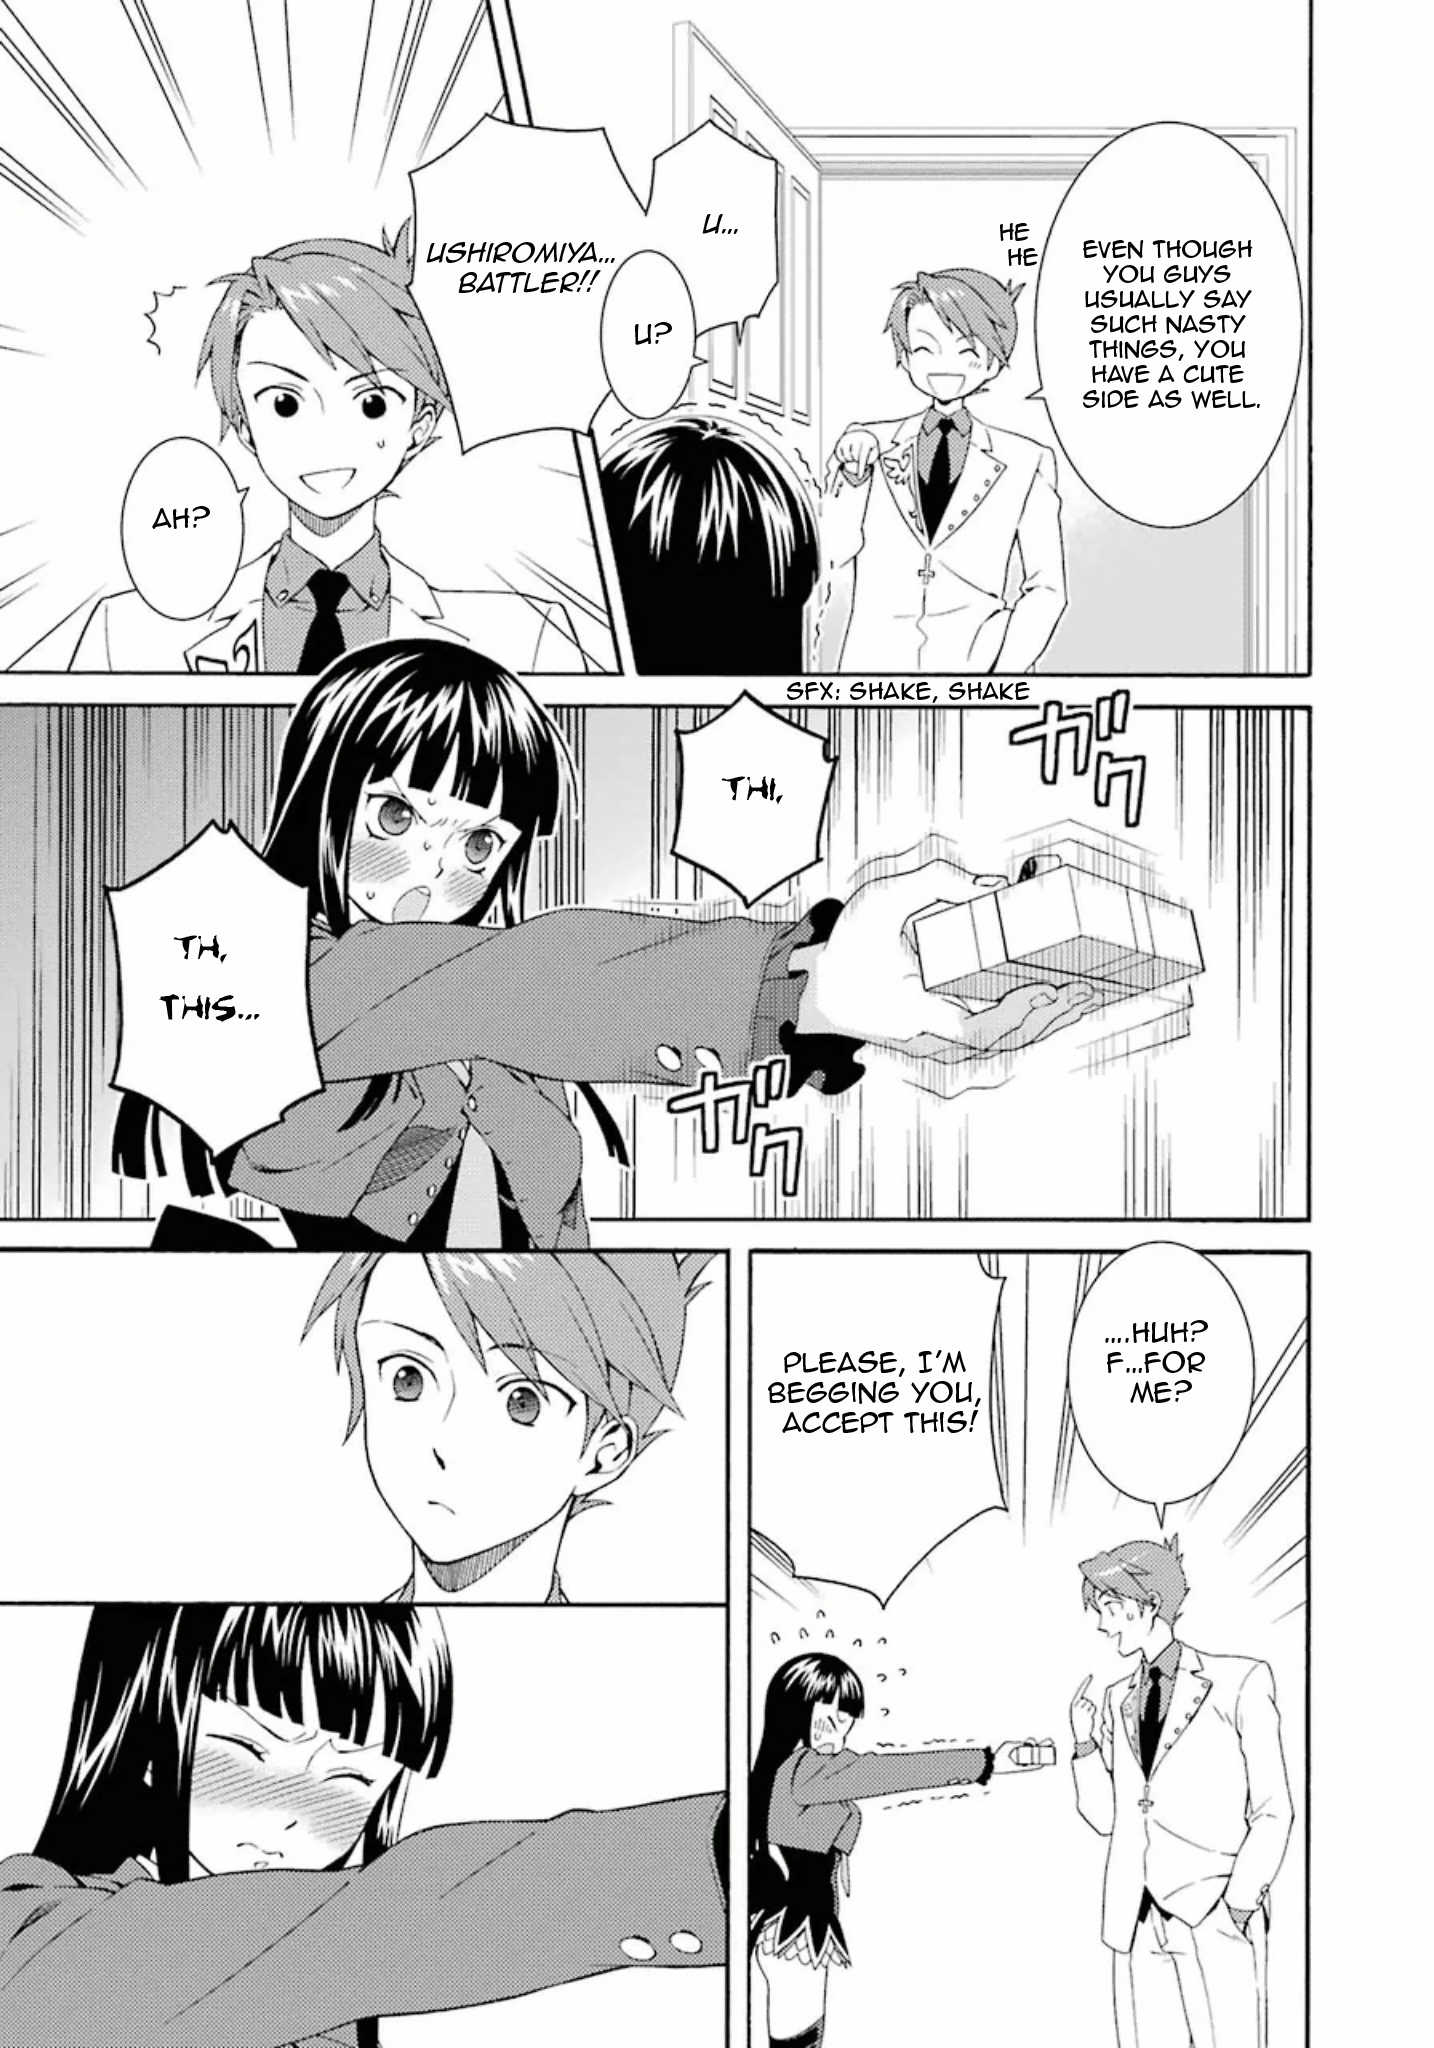 EVEN THOUGH
YOU GUYS
USUALLY SAY
SUCH NASTY
THINGS, YOU
HAVE A CUTE
SIDE AS WELL.
HE
HE
U...
U?
USHIROMIYA...
BATTLER!!
AH?
SFX: SHAKE, SHAKE
ガク
THI,
TH,
THIS...
ガク
....HUH?
F...FOR
ME?
PLEASE, I'M
BEGGING YOU,
ACCEPT THIS!